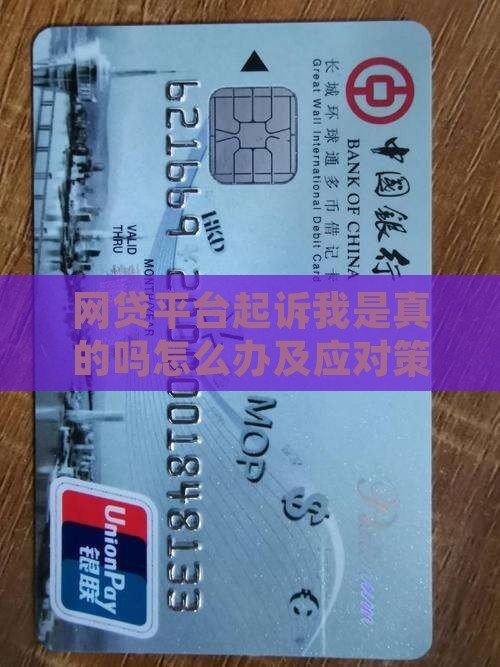 网贷平台起诉我是真
的吗怎么办及应对策
中国银行
BANK OF CHINA
长城环球通多币借记卡
Great Wall International Debit Card
621669
0001848133
HKD
VALID
THRU
MONTH/YEAR
MOP
$
€
UnionPay
银联